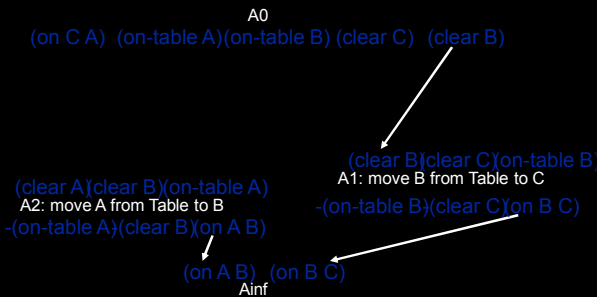 A0
(on C A) (on-table A)(on-table B) (clear C) (clear B)
(clear B)(clear C)(on-table B)
A1: move B from Table to C
-(on-table B)-(clear C)(on B C)
(clear A)(clear B)(on-table A)
A2: move A from Table to B
-(on-table A)-(clear B)(on A B)
(on A B) (on B C)
Ainf